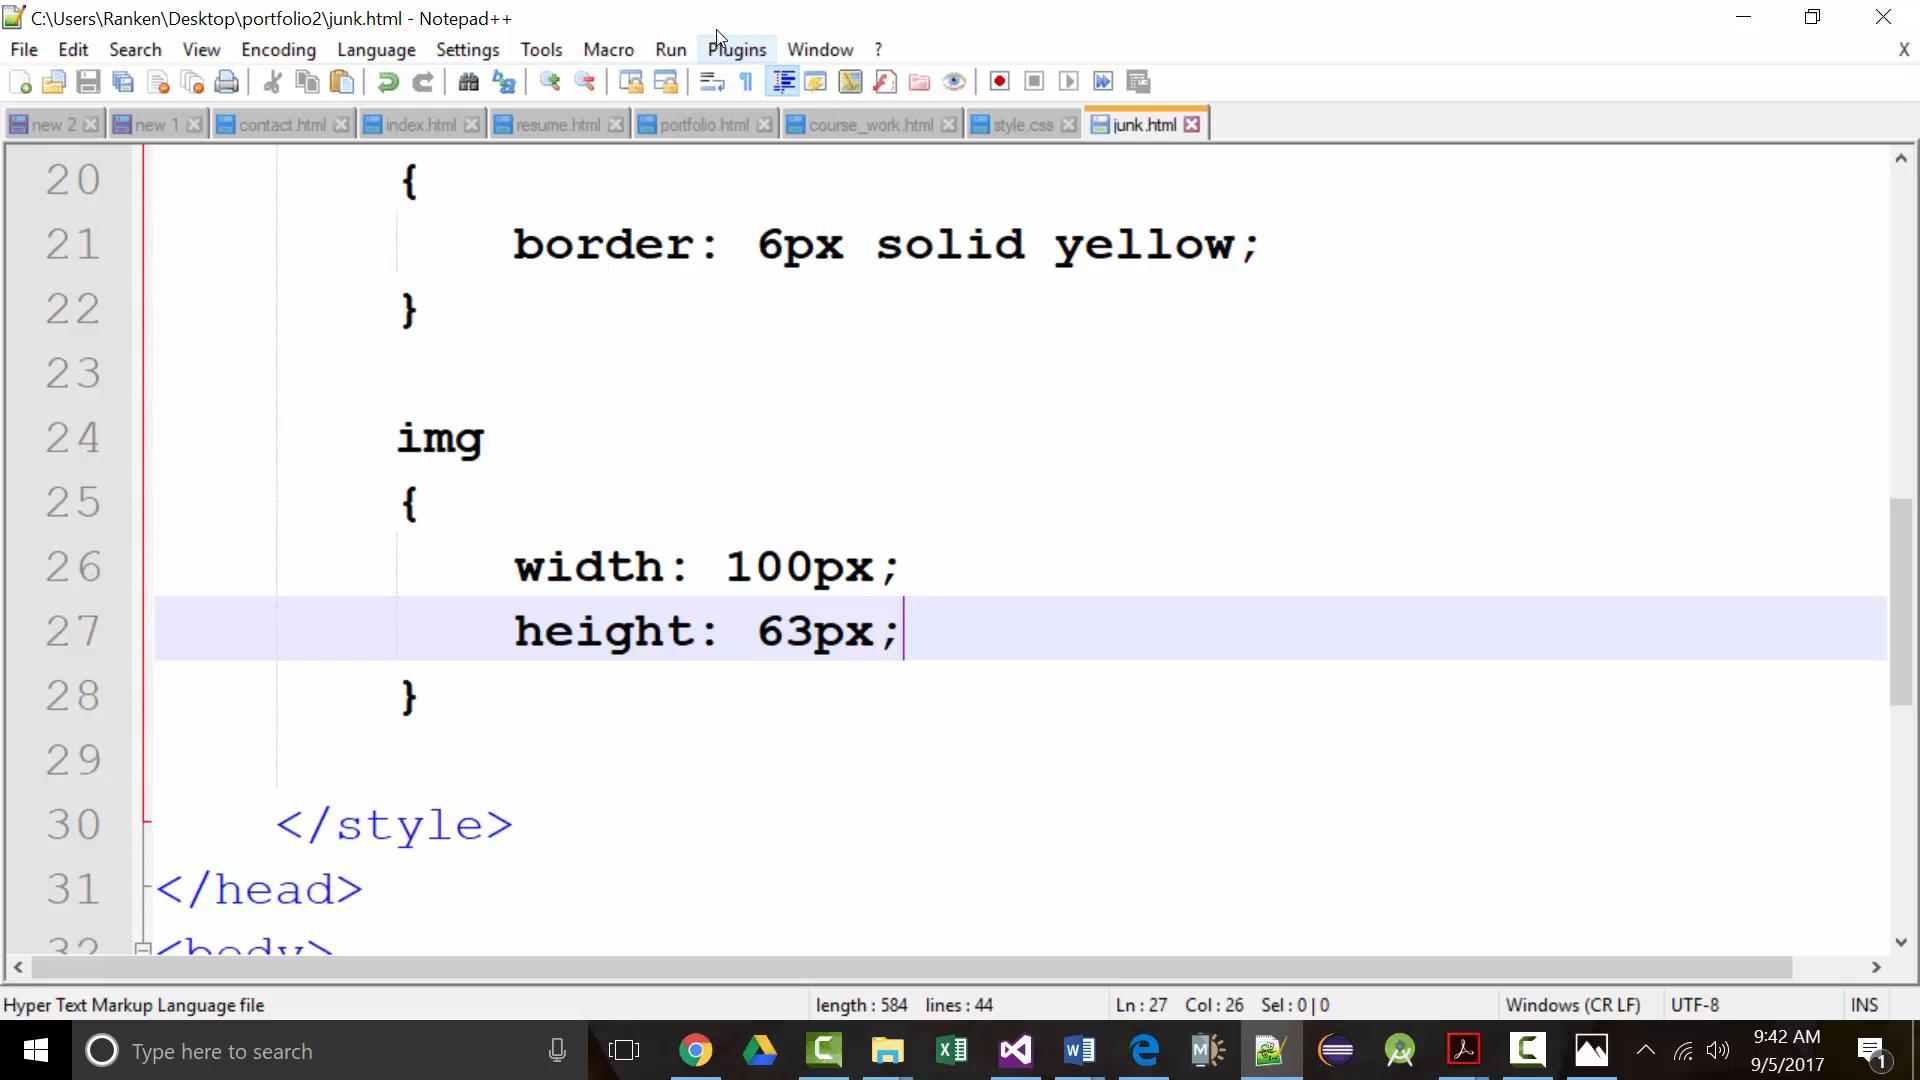 C:\Users\Ranken\Desktop\portfolio2\junk.html - Notepad++
File Edit Search View Encoding Language Settings Tools Macro Run Plugins Window ? X
new 2 new 1 contact.html index.html resume.html portfolio.html course_work.html style.css junk.html
20 {
21 border: 6px solid yellow;
22 }
23
24 img
25 {
26 width: 100px;
27 height: 63px;
28 }
29
30 </style>
31 </head>
32 <body>
Hyper Text Markup Language file length : 584 lines : 44 Ln : 27 Col : 26 Sel : 0 | 0 Windows (CR LF) UTF-8 INS
Type here to search
9:42 AM
9/5/2017
1